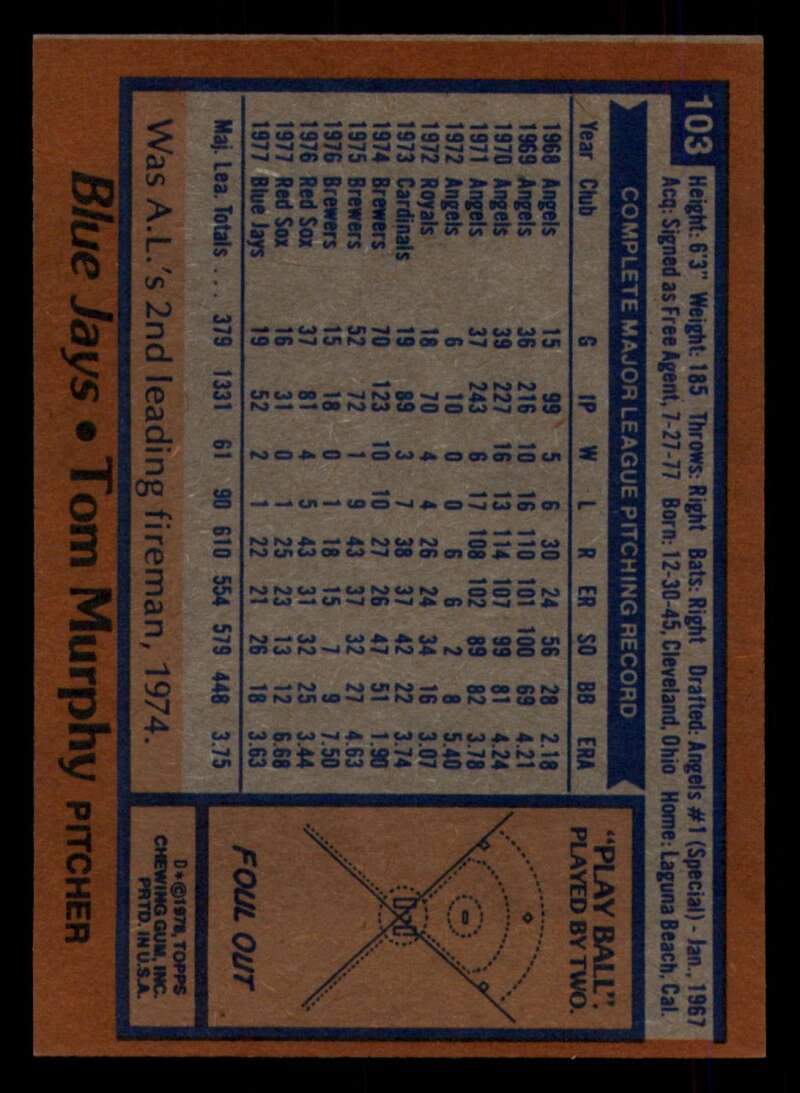 103
Height: 6'3" Weight: 185 Throws: Right Bats: Right Drafted: Angels #1 (Special) - Jan., 1967
Acq: Signed as Free Agent, 7-27-77 Born: 12-30-45, Cleveland, Ohio Home: Laguna Beach, Cal.
COMPLETE MAJOR LEAGUE PITCHING RECORD
Year Club G IP W L R ER SO BB ERA
1968 Angels 15 99 5 6 30 24 56 28 2.18
1969 Angels 36 216 10 16 110 101 100 69 4.21
1970 Angels 39 227 16 13 114 107 99 81 4.24
1971 Angels 37 243 6 17 108 102 89 82 3.78
1972 Angels 6 10 0 0 6 6 2 8 5.40
1972 Royals 18 70 4 4 26 24 34 16 3.07
1973 Cardinals 19 89 3 7 38 37 42 22 3.74
1974 Brewers 70 123 10 10 27 26 47 51 1.90
1975 Brewers 52 72 1 9 43 37 32 27 4.63
1976 Brewers 15 18 0 1 18 15 7 9 7.50
1976 Red Sox 37 81 4 5 43 31 32 25 3.44
1977 Red Sox 16 31 0 1 25 23 13 12 6.68
1977 Blue Jays 19 52 2 1 22 21 26 18 3.63
Maj. Lea. Totals . . . 379 1331 61 90 610 554 579 448 3.75
Was A.L.'s 2nd leading fireman, 1974.
"PLAY BALL".
PLAYED BY TWO.
FOUL OUT
D*©1978, TOPPS
CHEWING GUM, INC.
PRTD. IN U.S.A.
Blue Jays • Tom Murphy PITCHER